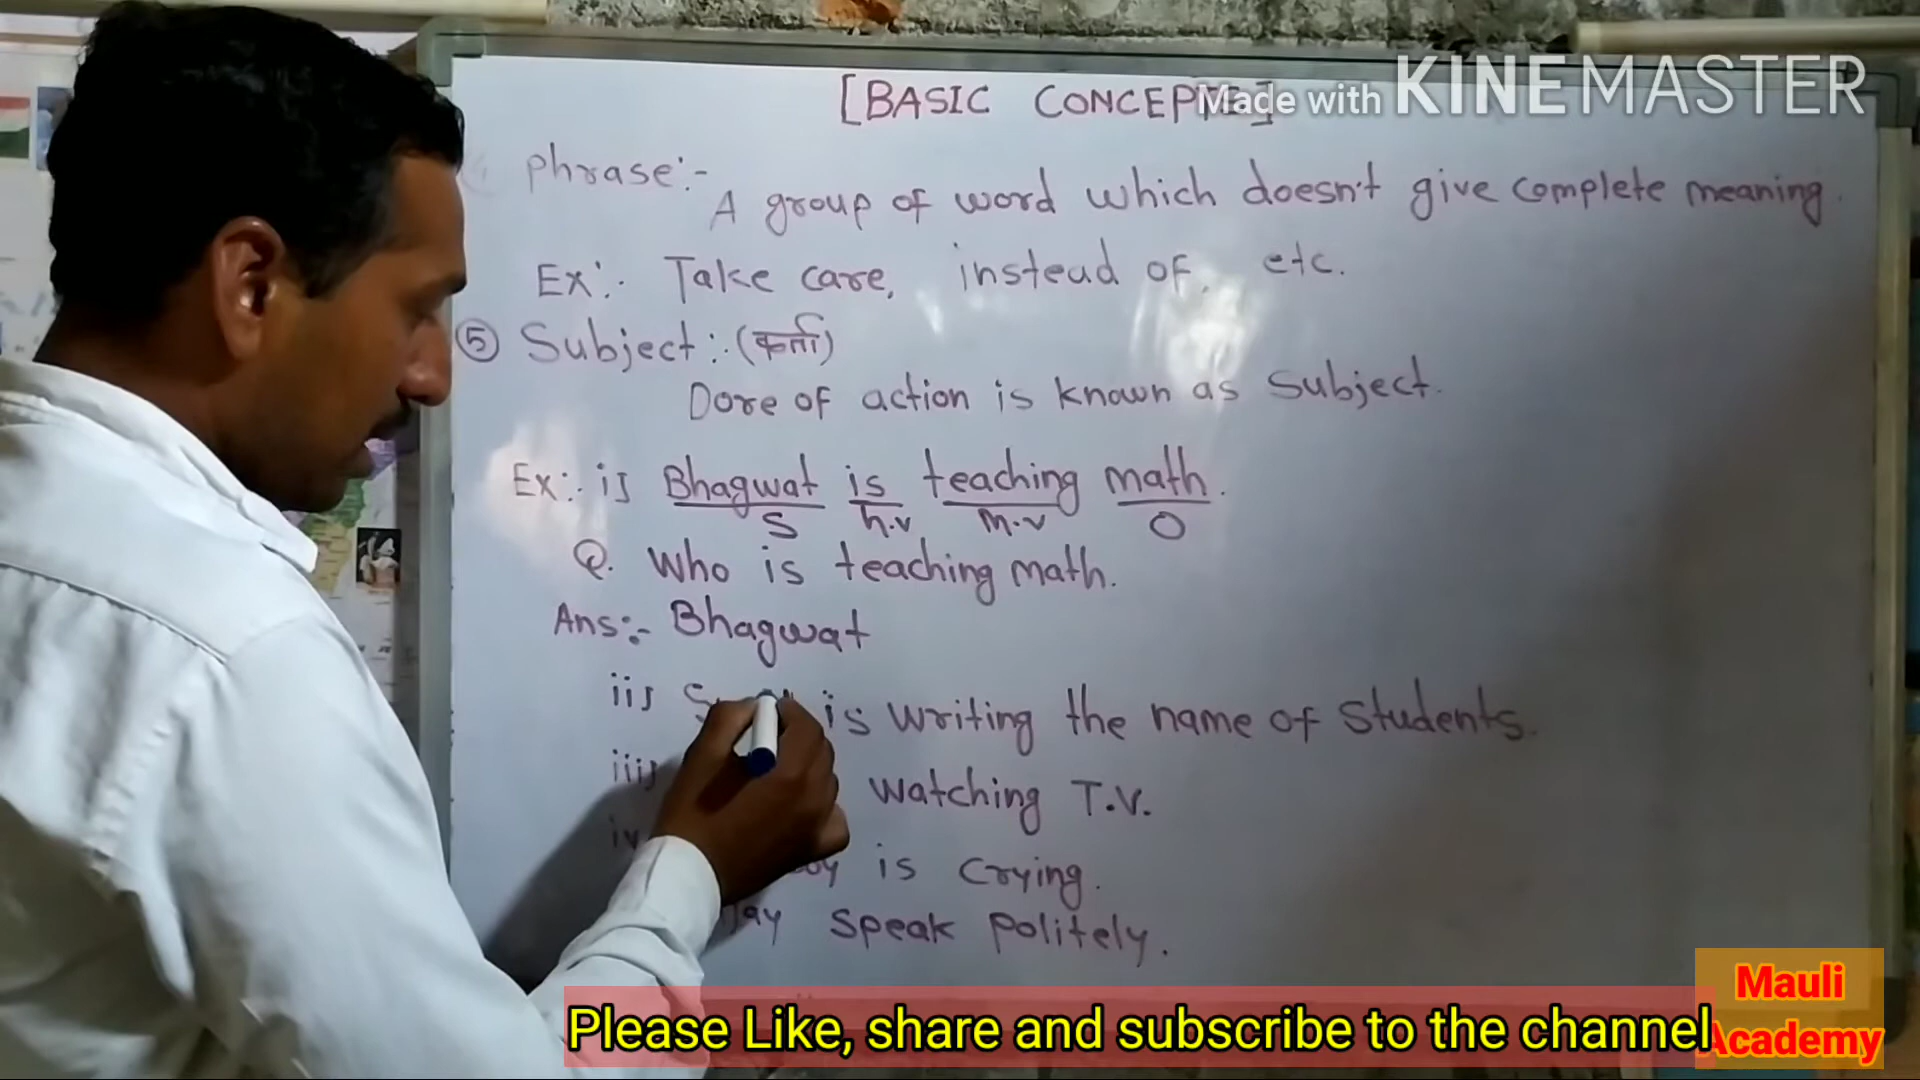 [BASIC CONCEPTS]
Made with KINEMASTER
Phrase:-
A group of word which doesn't give complete meaning.
Ex:- Take care, instead of, etc.
⑤ Subject:-(कर्ता)
Dore of action is known as Subject.
Ex:- i] Bhagwat is teaching math.
S h.v m.v O
Q. Who is teaching math.
Ans:- Bhagwat
ii] is writing the name of Students.
iii] watching T.V.
iv is crying.
speak politely.
Mauli
Academy
Please Like, share and subscribe to the channel